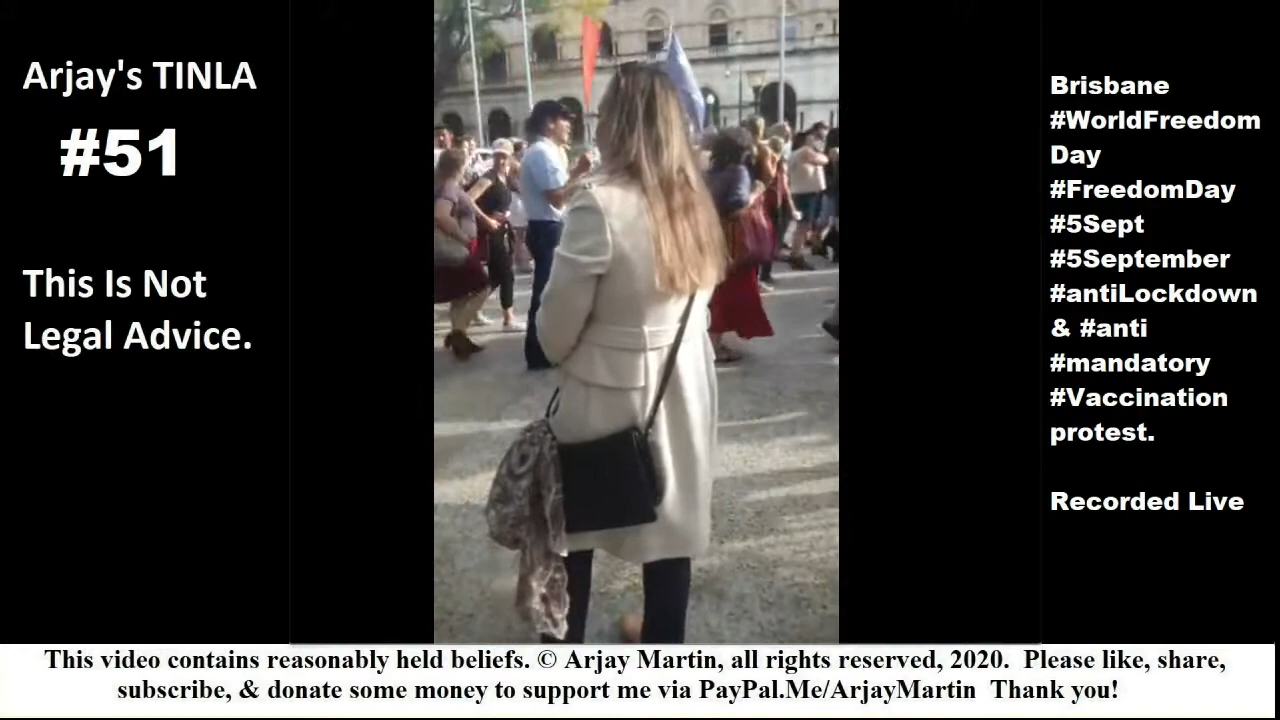 Arjay's TINLA
#51
This Is Not
Legal Advice.
Brisbane
#WorldFreedom
Day
#FreedomDay
#5Sept
#5September
#antiLockdown
& #anti
#mandatory
#Vaccination
protest.
Recorded Live
This video contains reasonably held beliefs. © Arjay Martin, all rights reserved, 2020.  Please like, share,
subscribe, & donate some money to support me via PayPal.Me/ArjayMartin  Thank you!